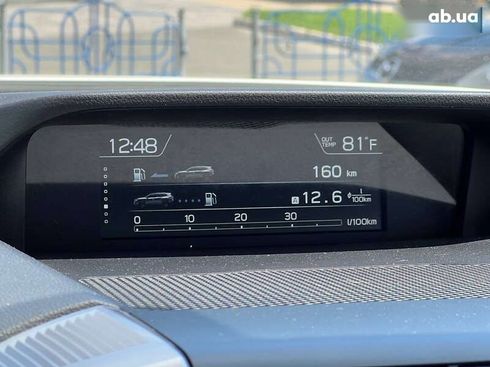 ab.ua
12:48
OUT TEMP 81°F
160 km
A 12.6 l/100km
0 10 20 30 l/100km